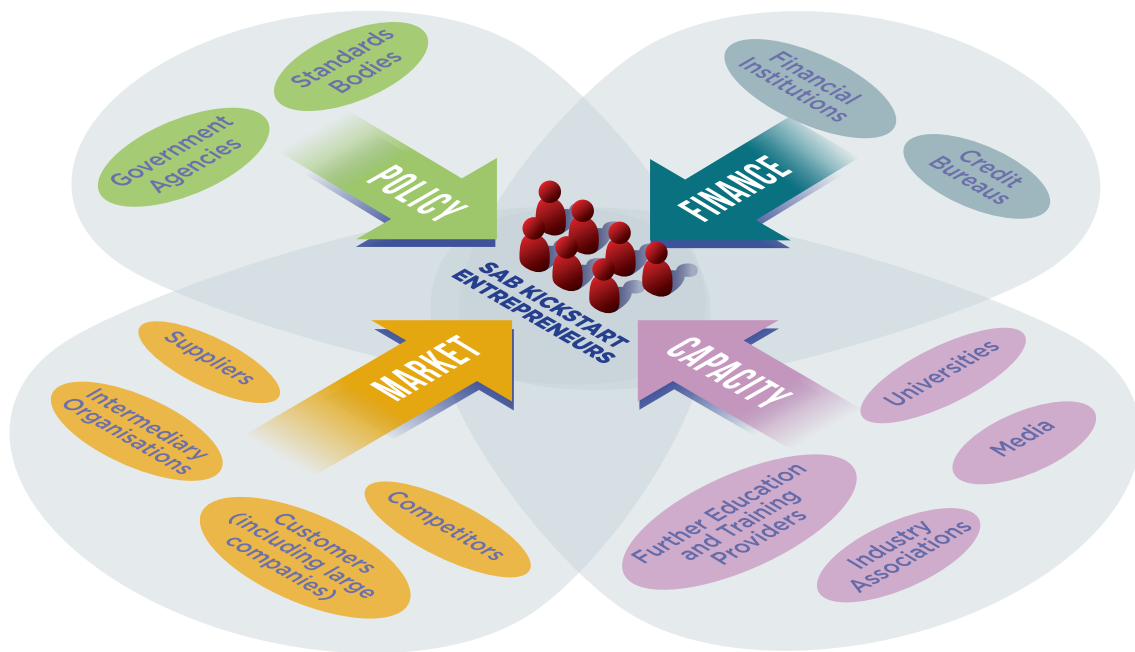 Standards
Bodies
Government
Agencies
POLICY
Financial
Institutions
Credit
Bureaus
FINANCE
SAB KICKSTART
ENTREPRENEURS
Suppliers
Intermediary
Organisations
Customers
(including large
companies)
Competitors
MARKET
CAPACITY
Universities
Media
Further Education
and Training
Providers
Industry
Associations